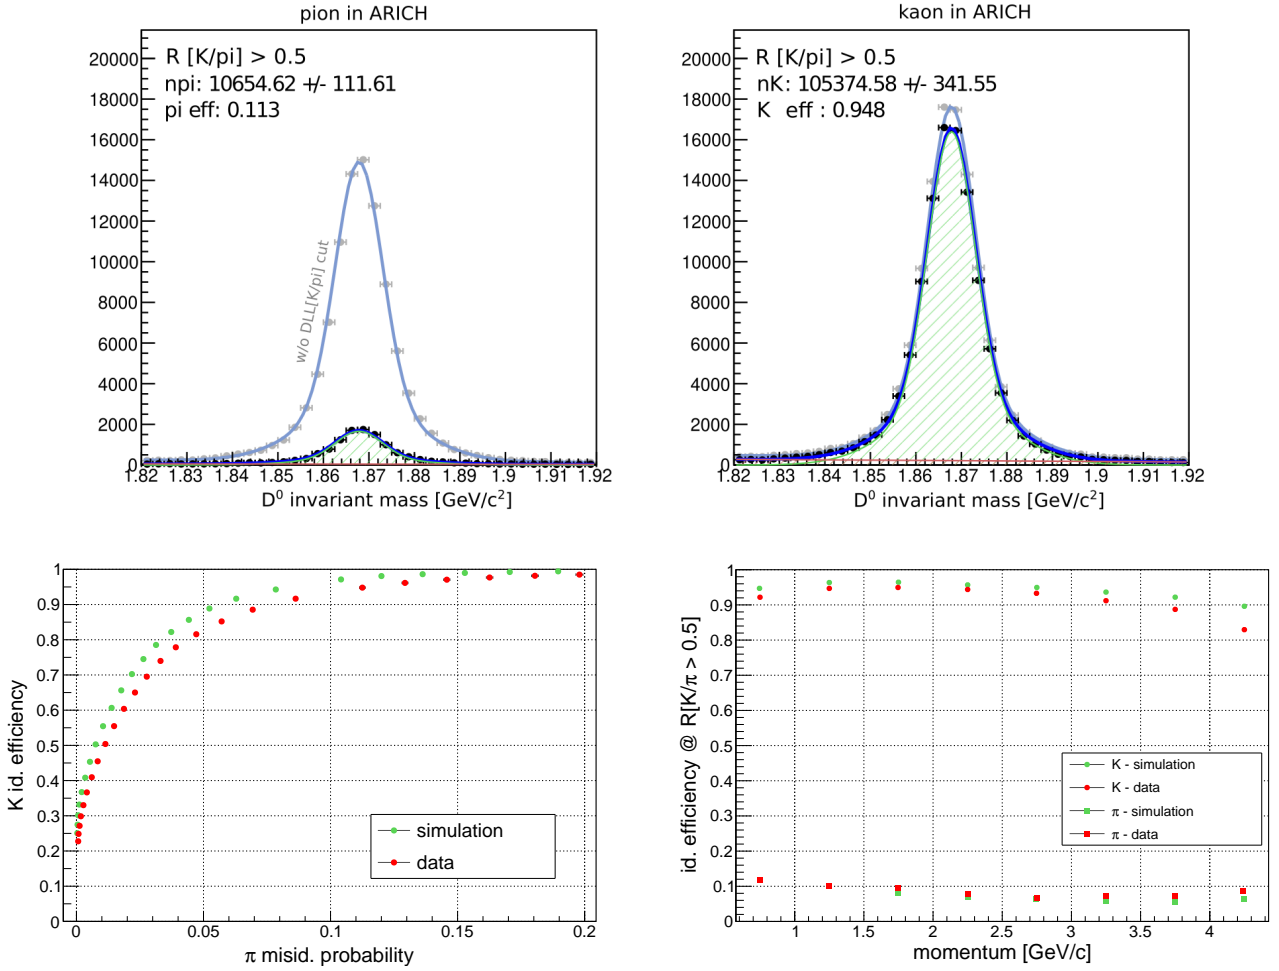 pion in ARICH
R [K/pi] > 0.5
npi: 10654.62 +/- 111.61
pi eff: 0.113
w/o DLL[K/pi] cut
20000
18000
16000
14000
12000
10000
8000
6000
4000
2000
0
1.82 1.83 1.84 1.85 1.86 1.87 1.88 1.89 1.9 1.91 1.92
D⁰ invariant mass [GeV/c²]
kaon in ARICH
R [K/pi] > 0.5
nK: 105374.58 +/- 341.55
K eff : 0.948
20000
18000
16000
14000
12000
10000
8000
6000
4000
2000
0
1.82 1.83 1.84 1.85 1.86 1.87 1.88 1.89 1.9 1.91 1.92
D⁰ invariant mass [GeV/c²]
K id. efficiency
1
0.9
0.8
0.7
0.6
0.5
0.4
0.3
0.2
0.1
0
simulation
data
0 0.05 0.1 0.15 0.2
π misid. probability
id. efficiency @ R[K/π > 0.5]
1
0.9
0.8
0.7
0.6
0.5
0.4
0.3
0.2
0.1
0
K - simulation
K - data
π - simulation
π - data
1 1.5 2 2.5 3 3.5 4
momentum [GeV/c]